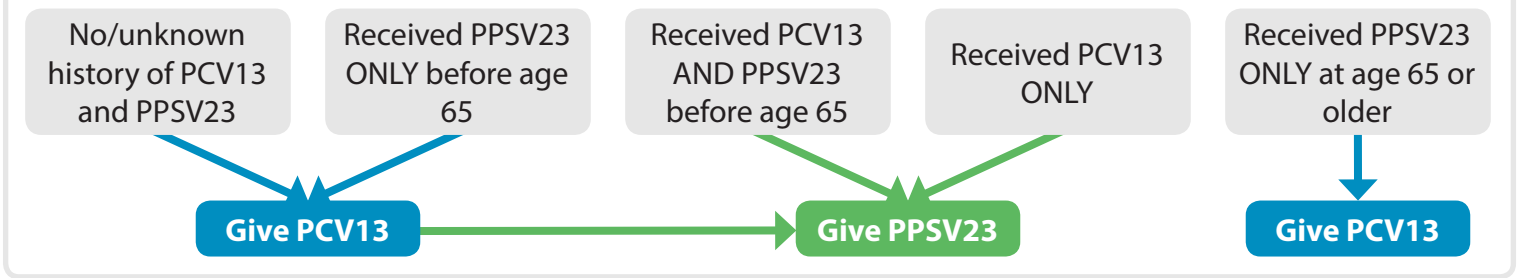 No/unknown
history of PCV13
and PPSV23
Received PPSV23
ONLY before age
65
Received PCV13
AND PPSV23
before age 65
Received PCV13
ONLY
Received PPSV23
ONLY at age 65 or
older
Give PCV13
Give PPSV23
Give PCV13